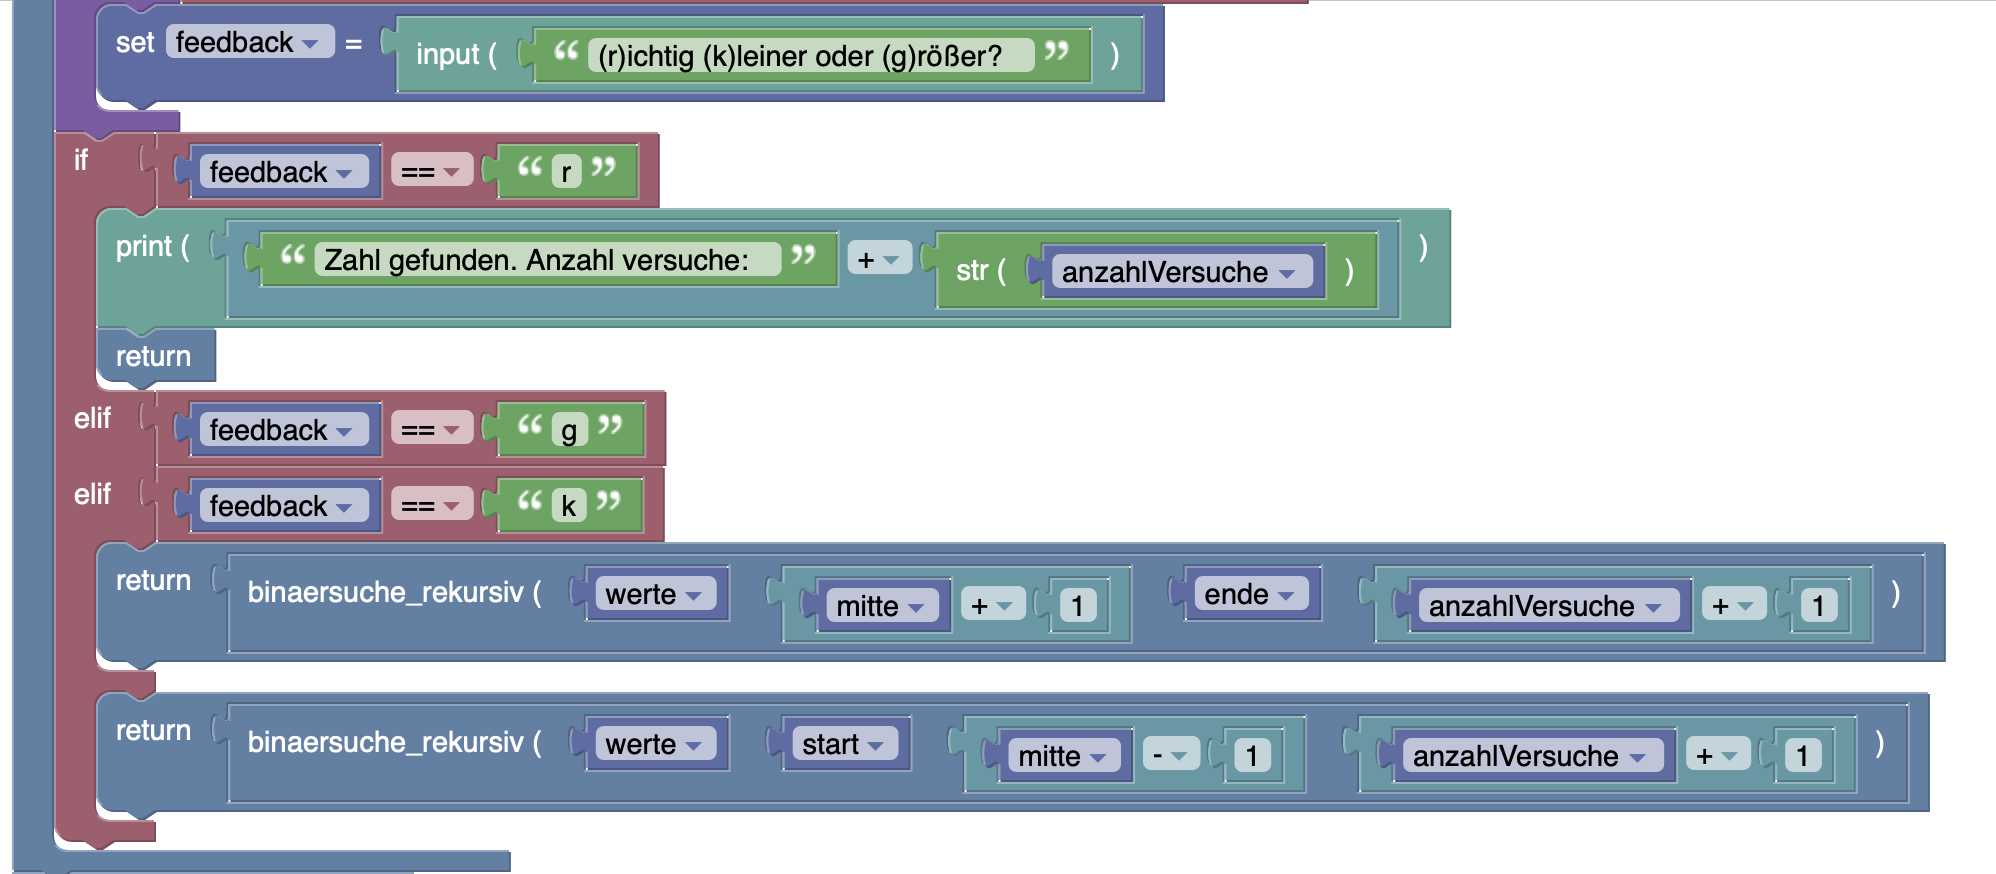 set feedback = input ( “ (r)ichtig (k)leiner oder (g)rößer? ” )
if feedback == “ r ”
print ( “ Zahl gefunden. Anzahl versuche: ” + str ( anzahlVersuche ) )
return
elif feedback == “ g ”
elif feedback == “ k ”
return binaersuche_rekursiv ( werte mitte + 1 ende anzahlVersuche + 1 )
return binaersuche_rekursiv ( werte start mitte - 1 anzahlVersuche + 1 )